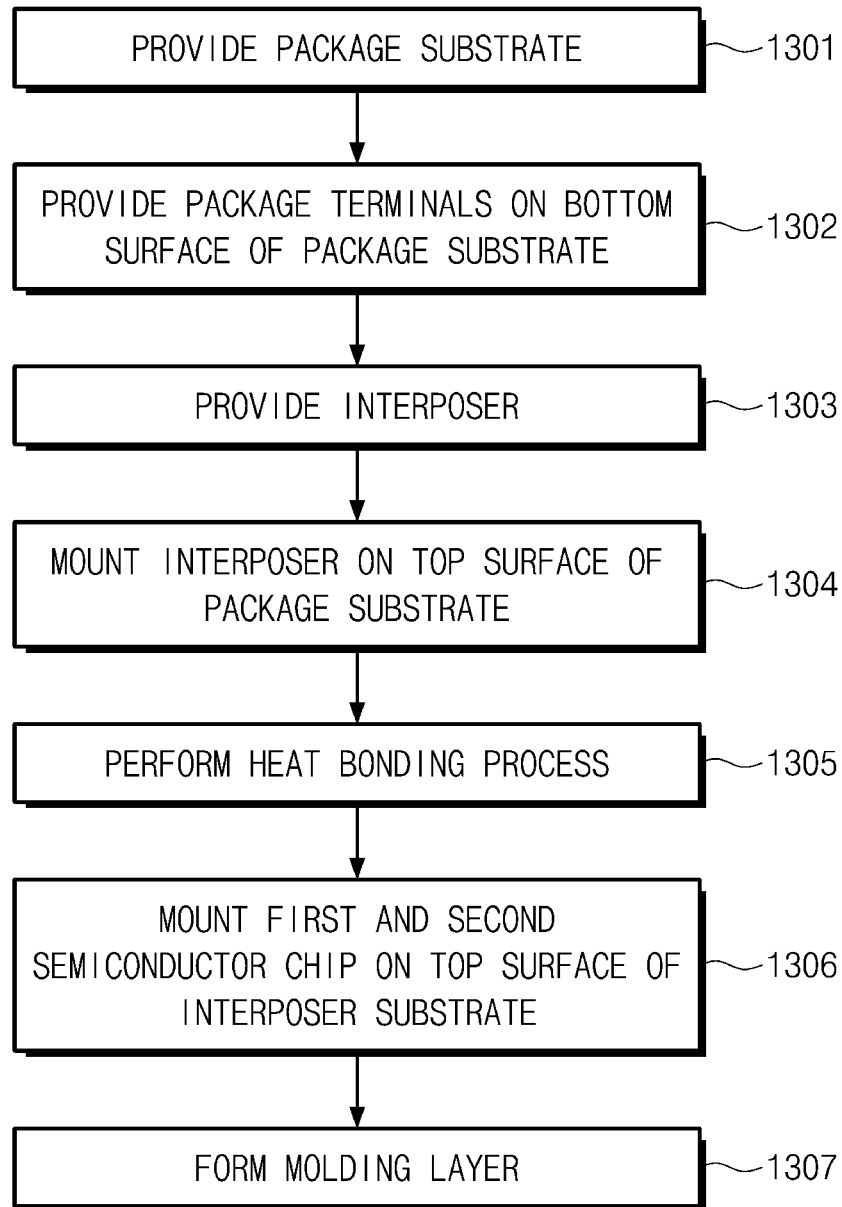 PROVIDE PACKAGE SUBSTRATE
1301
PROVIDE PACKAGE TERMINALS ON BOTTOM
SURFACE OF PACKAGE SUBSTRATE
1302
PROVIDE INTERPOSER
1303
MOUNT INTERPOSER ON TOP SURFACE OF
PACKAGE SUBSTRATE
1304
PERFORM HEAT BONDING PROCESS
1305
MOUNT FIRST AND SECOND
SEMICONDUCTOR CHIP ON TOP SURFACE OF
INTERPOSER SUBSTRATE
1306
FORM MOLDING LAYER
1307